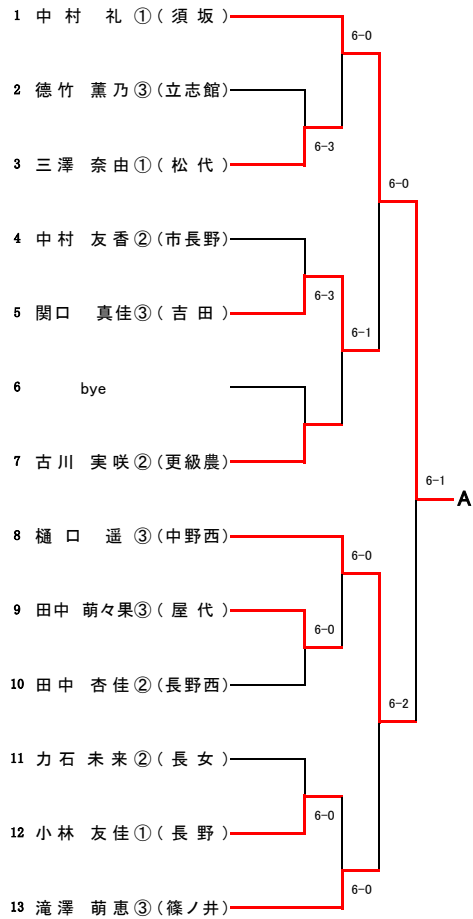 1 中村 礼 ①(須坂)
6-0
2 德竹 薫乃③(立志館)
6-3
3 三澤 奈由①(松代)
6-0
4 中村 友香②(市長野)
6-3
5 関口 真佳③(吉田)
6-1
6 bye
7 古川 実咲②(更級農)
6-1
A
8 樋口 遥 ③(中野西)
6-0
9 田中 萌々果③(屋代)
6-0
10 田中 杏佳②(長野西)
6-2
11 力石 未来②(長女)
6-0
12 小林 友佳①(長野)
6-0
13 滝澤 萌恵③(篠ノ井)